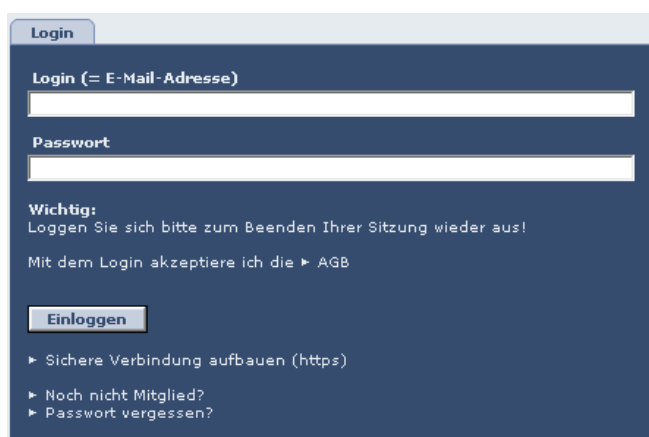 Login
Login (= E-Mail-Adresse)
Passwort
Wichtig:
Loggen Sie sich bitte zum Beenden Ihrer Sitzung wieder aus!
Mit dem Login akzeptiere ich die ► AGB
Einloggen
► Sichere Verbindung aufbauen (https)
► Noch nicht Mitglied?
► Passwort vergessen?